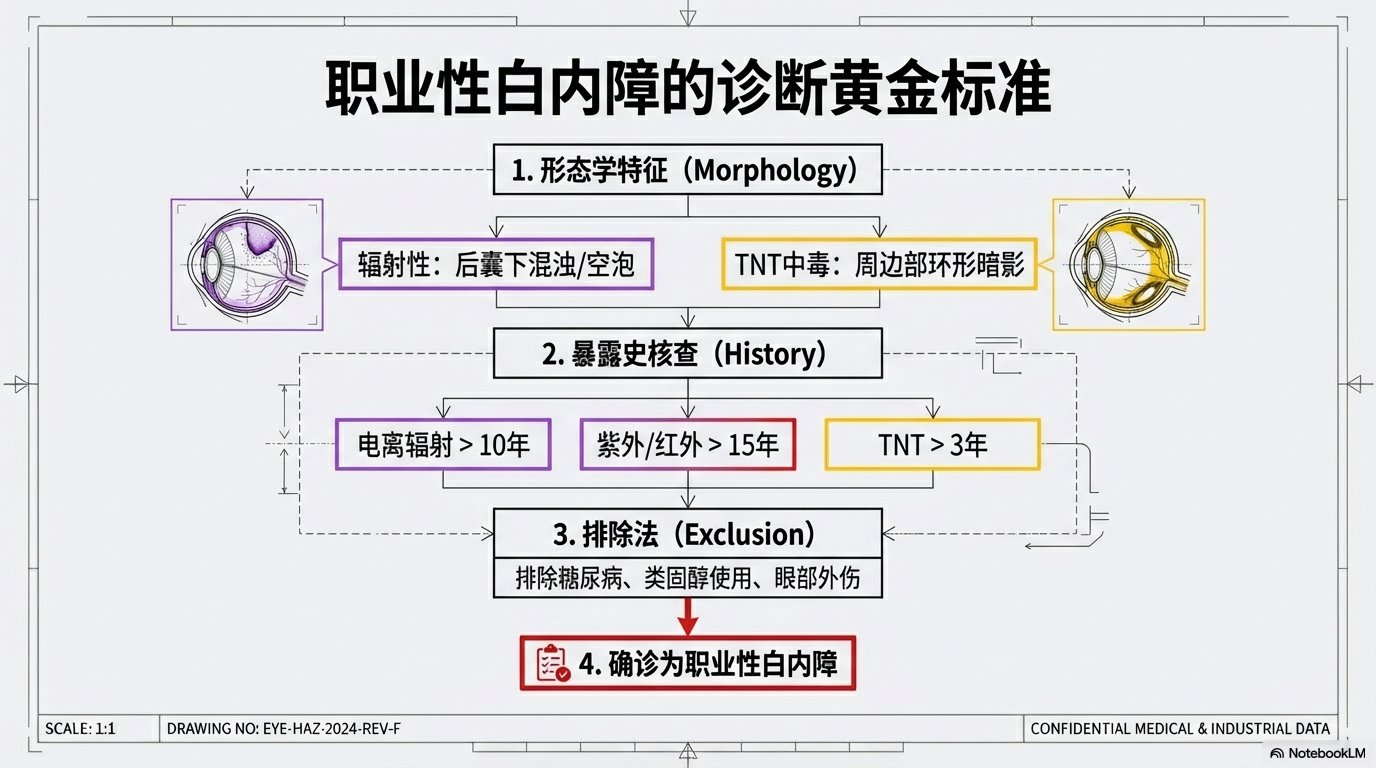 职业性白内障的诊断黄金标准
1. 形态学特征（Morphology）
辐射性：后囊下混浊/空泡
TNT中毒：周边部环形暗影
2. 暴露史核查（History）
电离辐射 > 10年
紫外/红外 > 15年
TNT > 3年
3. 排除法（Exclusion）
排除糖尿病、类固醇使用、眼部外伤
4. 确诊为职业性白内障
SCALE: 1:1
DRAWING NO: EYE-HAZ-2024-REV-F
CONFIDENTIAL MEDICAL & INDUSTRIAL DATA
NotebookLM